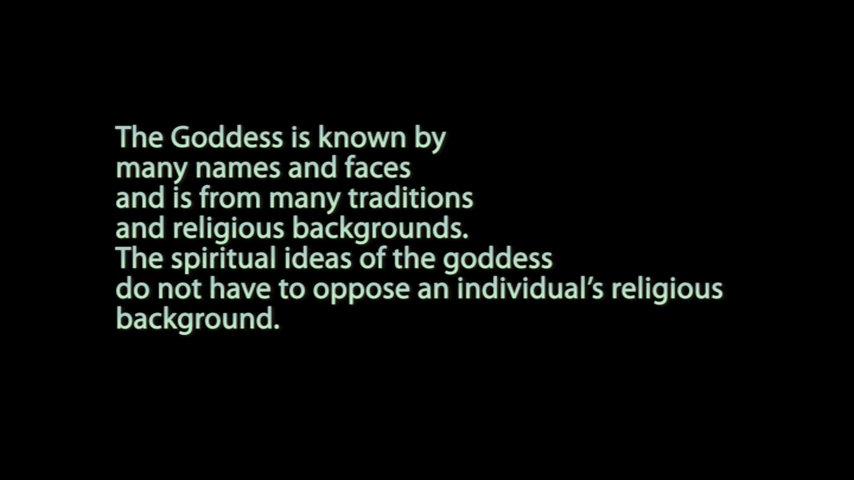 The Goddess is known by
many names and faces
and is from many traditions
and religious backgrounds.
The spiritual ideas of the goddess
do not have to oppose an individual’s religious
background.